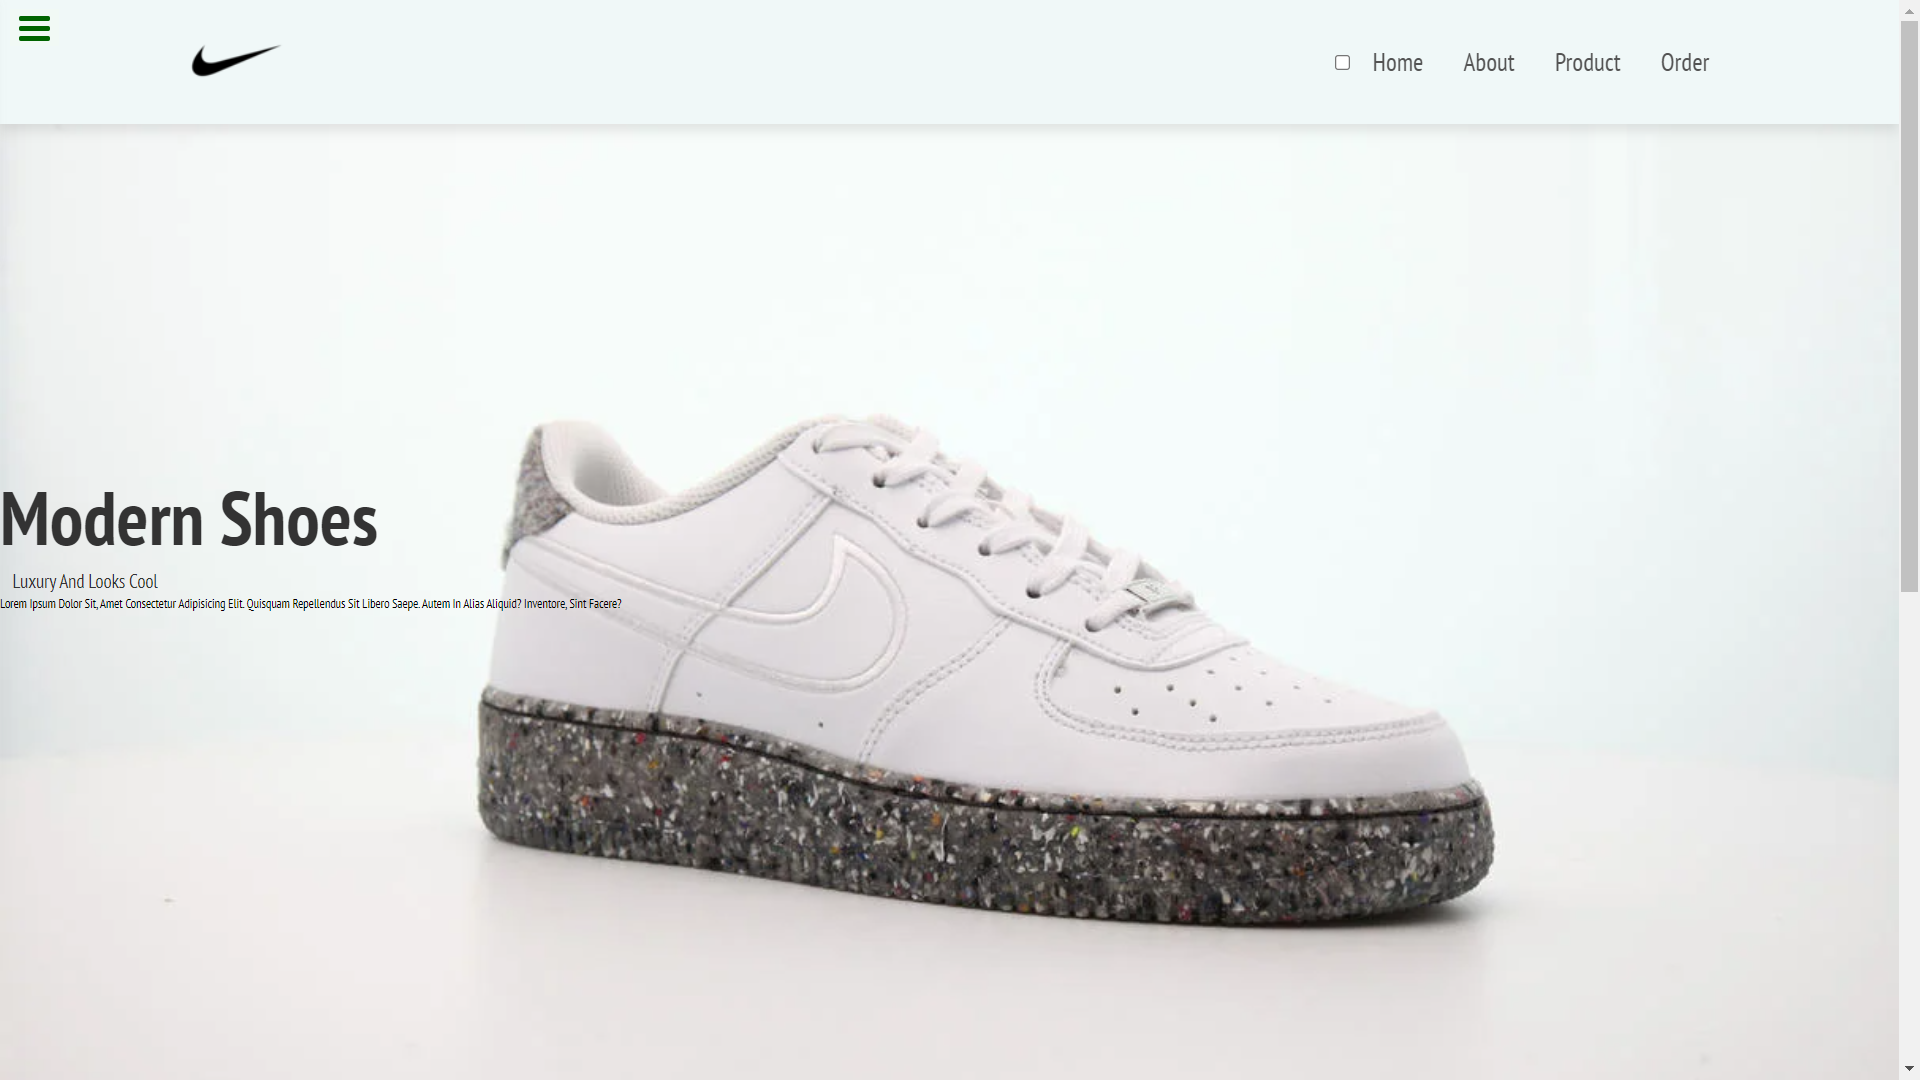 Home About Product Order
Modern Shoes
Luxury And Looks Cool
Lorem Ipsum Dolor Sit, Amet Consectetur Adipisicing Elit. Quisquam Repellendus Sit Libero Saepe. Autem In Alias Aliquid? Inventore, Sint Facere?